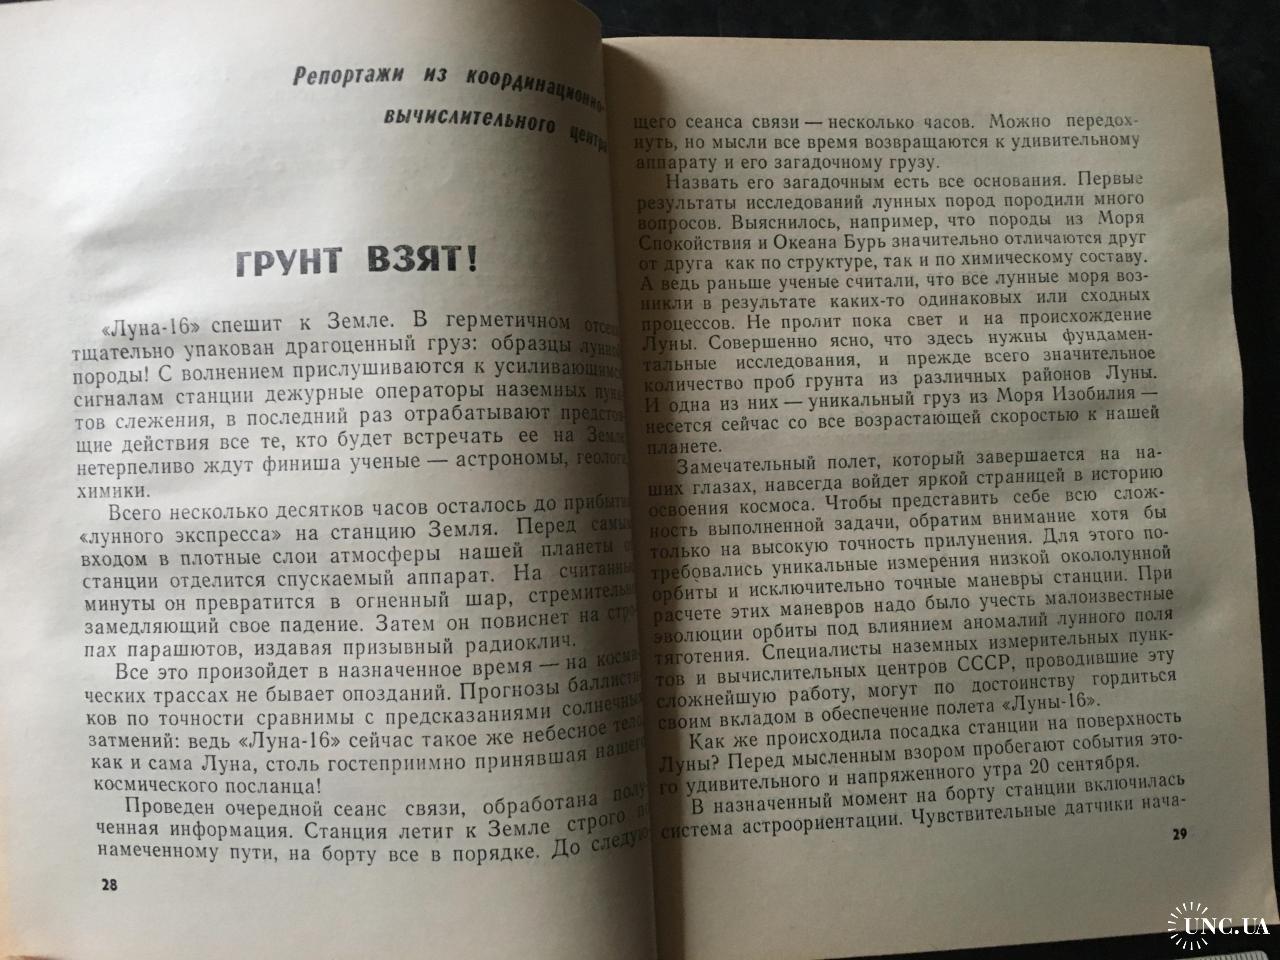 Репортажи из координационно-
вычислительного центра
ГРУНТ ВЗЯТ!
«Луна-16» спешит к Земле. В герметичном отсеке
тщательно упакован драгоценный груз: образцы лунной
породы! С волнением прислушиваются к усиливающимся
сигналам станции дежурные операторы наземных пунк-
тов слежения, в последний раз отрабатывают предстоя-
щие действия все те, кто будет встречать ее на Земле,
нетерпеливо ждут финиша ученые — астрономы, геологи,
химики.
Всего несколько десятков часов осталось до прибытия
«лунного экспресса» на станцию Земля. Перед самым
входом в плотные слои атмосферы нашей планеты от
станции отделится спускаемый аппарат. На считанные
минуты он превратится в огненный шар, стремительно
замедляющий свое падение. Затем он повиснет на стро-
пах парашютов, издавая призывный радиоклич.
Все это произойдет в назначенное время — на косми-
ческих трассах не бывает опозданий. Прогнозы баллисти-
ков по точности сравнимы с предсказаниями солнечных
затмений: ведь «Луна-16» сейчас такое же небесное тело,
как и сама Луна, столь гостеприимно принявшая нашего
космического посланца!
Проведен очередной сеанс связи, обработана полу-
ченная информация. Станция летит к Земле строго по
намеченному пути, на борту все в порядке. До следую-
28
щего сеанса связи — несколько часов. Можно передох-
нуть, но мысли все время возвращаются к удивительному
аппарату и его загадочному грузу.
Назвать его загадочным есть все основания. Первые
результаты исследований лунных пород породили много
вопросов. Выяснилось, например, что породы из Моря
Спокойствия и Океана Бурь значительно отличаются друг
от друга как по структуре, так и по химическому составу.
А ведь раньше ученые считали, что все лунные моря воз-
никли в результате каких-то одинаковых или сходных
процессов. Не пролит пока свет и на происхождение
Луны. Совершенно ясно, что здесь нужны фундамен-
тальные исследования, и прежде всего значительное
количество проб грунта из различных районов Луны.
И одна из них — уникальный груз из Моря Изобилия —
несется сейчас со все возрастающей скоростью к нашей
планете.
Замечательный полет, который завершается на на-
ших глазах, навсегда войдет яркой страницей в историю
освоения космоса. Чтобы представить себе всю слож-
ность выполненной задачи, обратим внимание хотя бы
только на высокую точность прилунения. Для этого по-
требовались уникальные измерения низкой окололунной
орбиты и исключительно точные маневры станции. При
расчете этих маневров надо было учесть малоизвестные
эволюции орбиты под влиянием аномалий лунного поля
тяготения. Специалисты наземных измерительных пунк-
тов и вычислительных центров СССР, проводившие эту
сложнейшую работу, могут по достоинству гордиться
своим вкладом в обеспечение полета «Луны-16».
Как же происходила посадка станции на поверхность
Луны? Перед мысленным взором пробегают события это-
го удивительного и напряженного утра 20 сентября.
В назначенный момент на борту станции включилась
система астроориентации. Чувствительные датчики нача-
29
UNC.UA